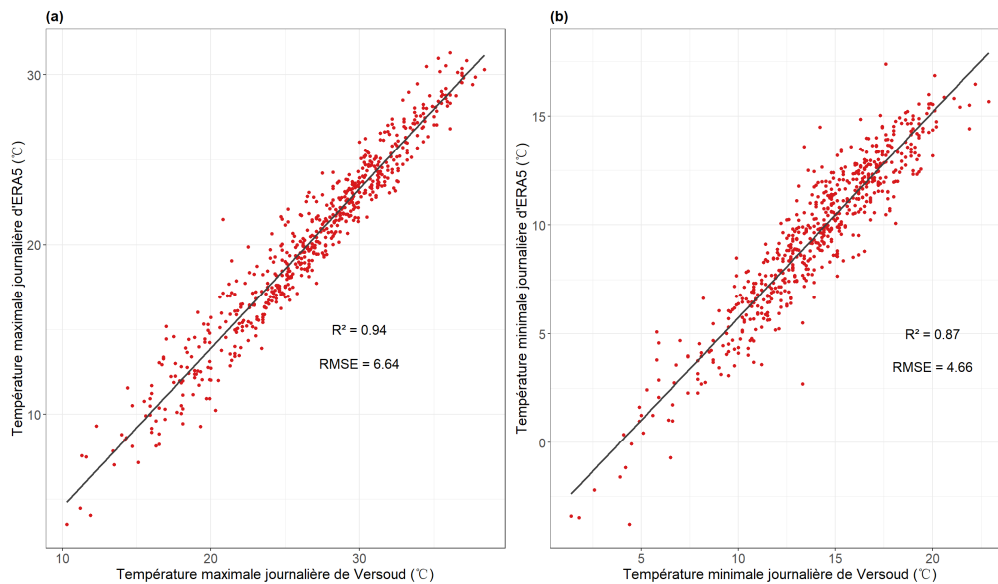 (a)
Température maximale journalière d'ERA5 (℃)
30
20
10
R² = 0.94
RMSE = 6.64
10
20
30
Température maximale journalière de Versoud (℃)
(b)
Température minimale journalière d'ERA5 (℃)
15
10
5
0
R² = 0.87
RMSE = 4.66
5
10
15
20
Température minimale journalière de Versoud (℃)